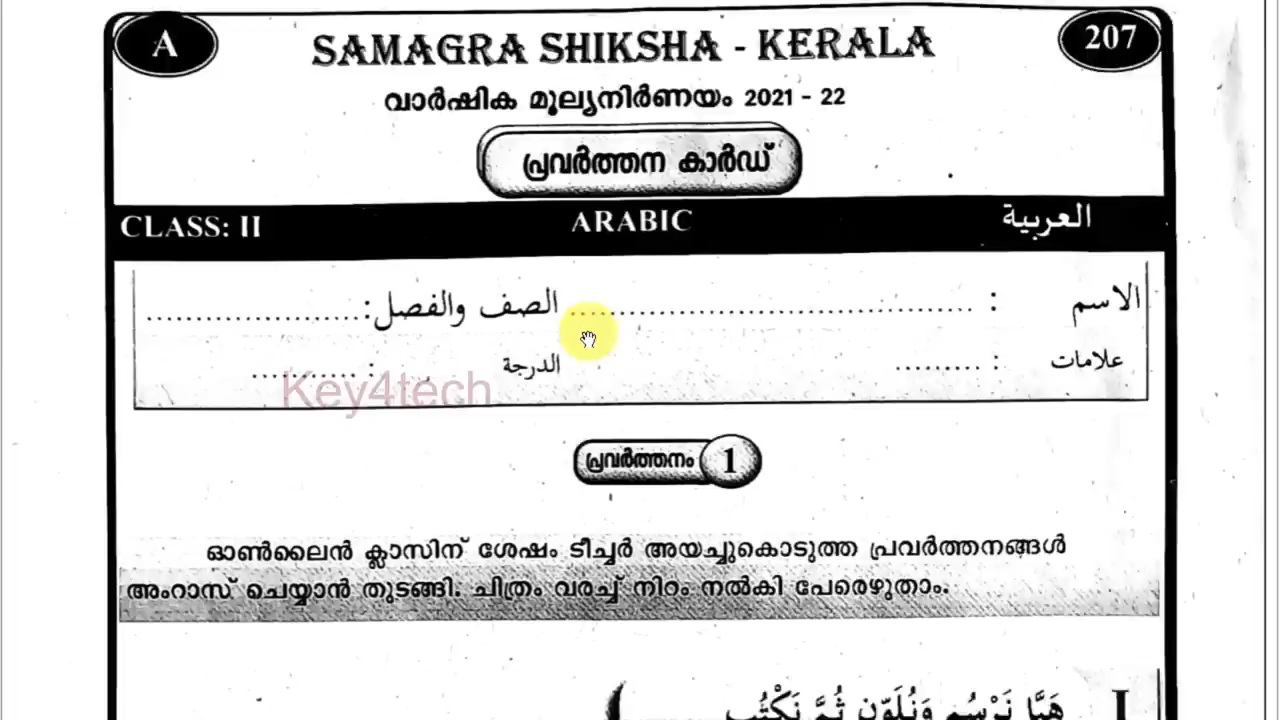 A
SAMAGRA SHIKSHA - KERALA
207
വാർഷിക മൂല്യനിർണയം 2021 - 22
പ്രവർത്തന കാർഡ്
CLASS: II ARABIC العربية
الاسم : ........................................ الصف والفصل: .....................
علامات : ......... الدرجة : ...........
Key4tech
പ്രവർത്തനം 1
ഓൺലൈൻ ക്ലാസിന് ശേഷം ടീച്ചർ അയച്ചുകൊടുത്ത പ്രവർത്തനങ്ങൾ
അംറാസ് ചെയ്യാൻ തുടങ്ങി. ചിത്രം വരച്ച് നിറം നൽകി പേരെഴുതാം.
I هَيَّا نَرْسُم وَنُلَوِّن ثُمَّ نَكْتُب